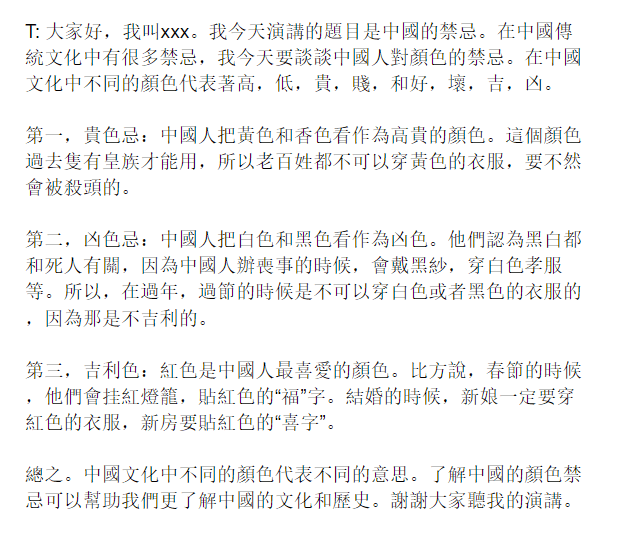 T: 大家好，我叫xxx。我今天演講的題目是中國的禁忌。在中國傳
統文化中有很多禁忌，我今天要談談中國人對顏色的禁忌。在中國
文化中不同的顏色代表著高，低，貴，賤，和好，壞，吉，凶。
第一，貴色忌：中國人把黃色和香色看作為高貴的顏色。這個顏色
過去隻有皇族才能用，所以老百姓都不可以穿黃色的衣服，要不然
會被殺頭的。
第二，凶色忌：中國人把白色和黑色看作為凶色。他們認為黑白都
和死人有關，因為中國人辦喪事的時候，會戴黑紗，穿白色孝服
等。所以，在過年，過節的時候是不可以穿白色或者黑色的衣服的
，因為那是不吉利的。
第三，吉利色：紅色是中國人最喜愛的顏色。比方說，春節的時候
，他們會挂紅燈籠，貼紅色的“福”字。結婚的時候，新娘一定要穿
紅色的衣服，新房要貼紅色的“喜字”。
總之。中國文化中不同的顏色代表不同的意思。了解中國的顏色禁
忌可以幫助我們更了解中國的文化和歷史。謝謝大家聽我的演講。